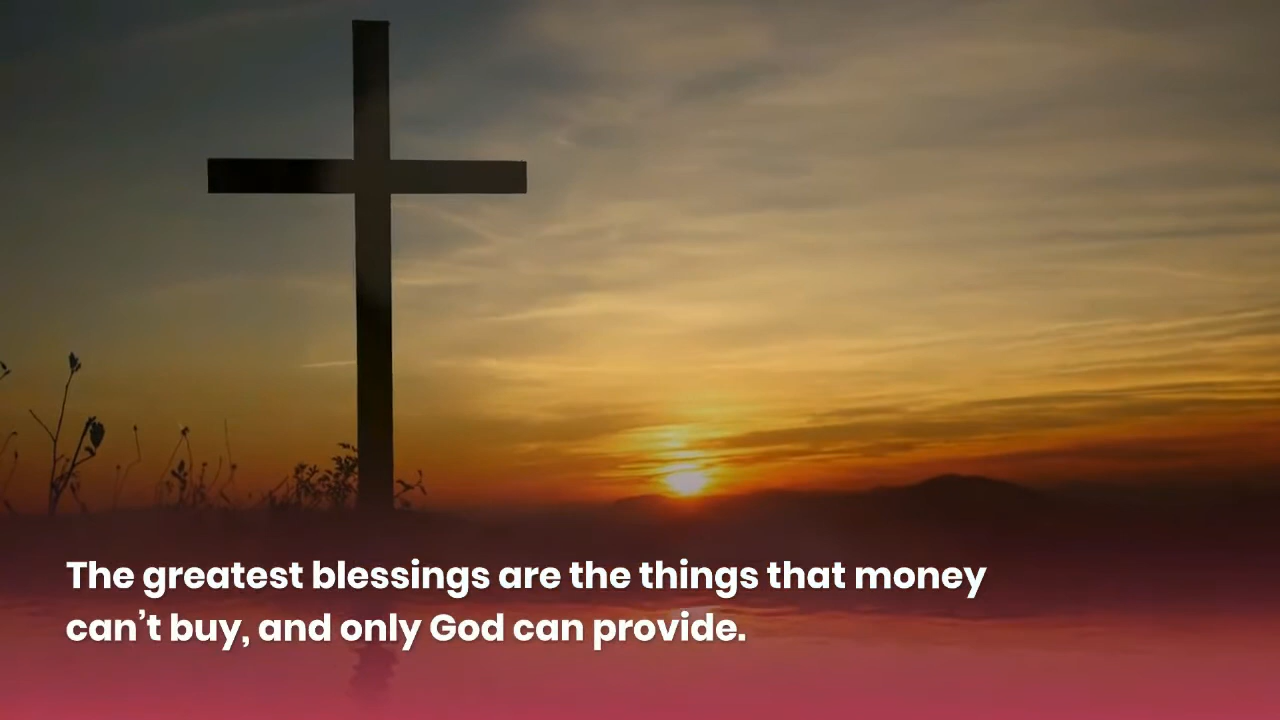 The greatest blessings are the things that money
can’t buy, and only God can provide.